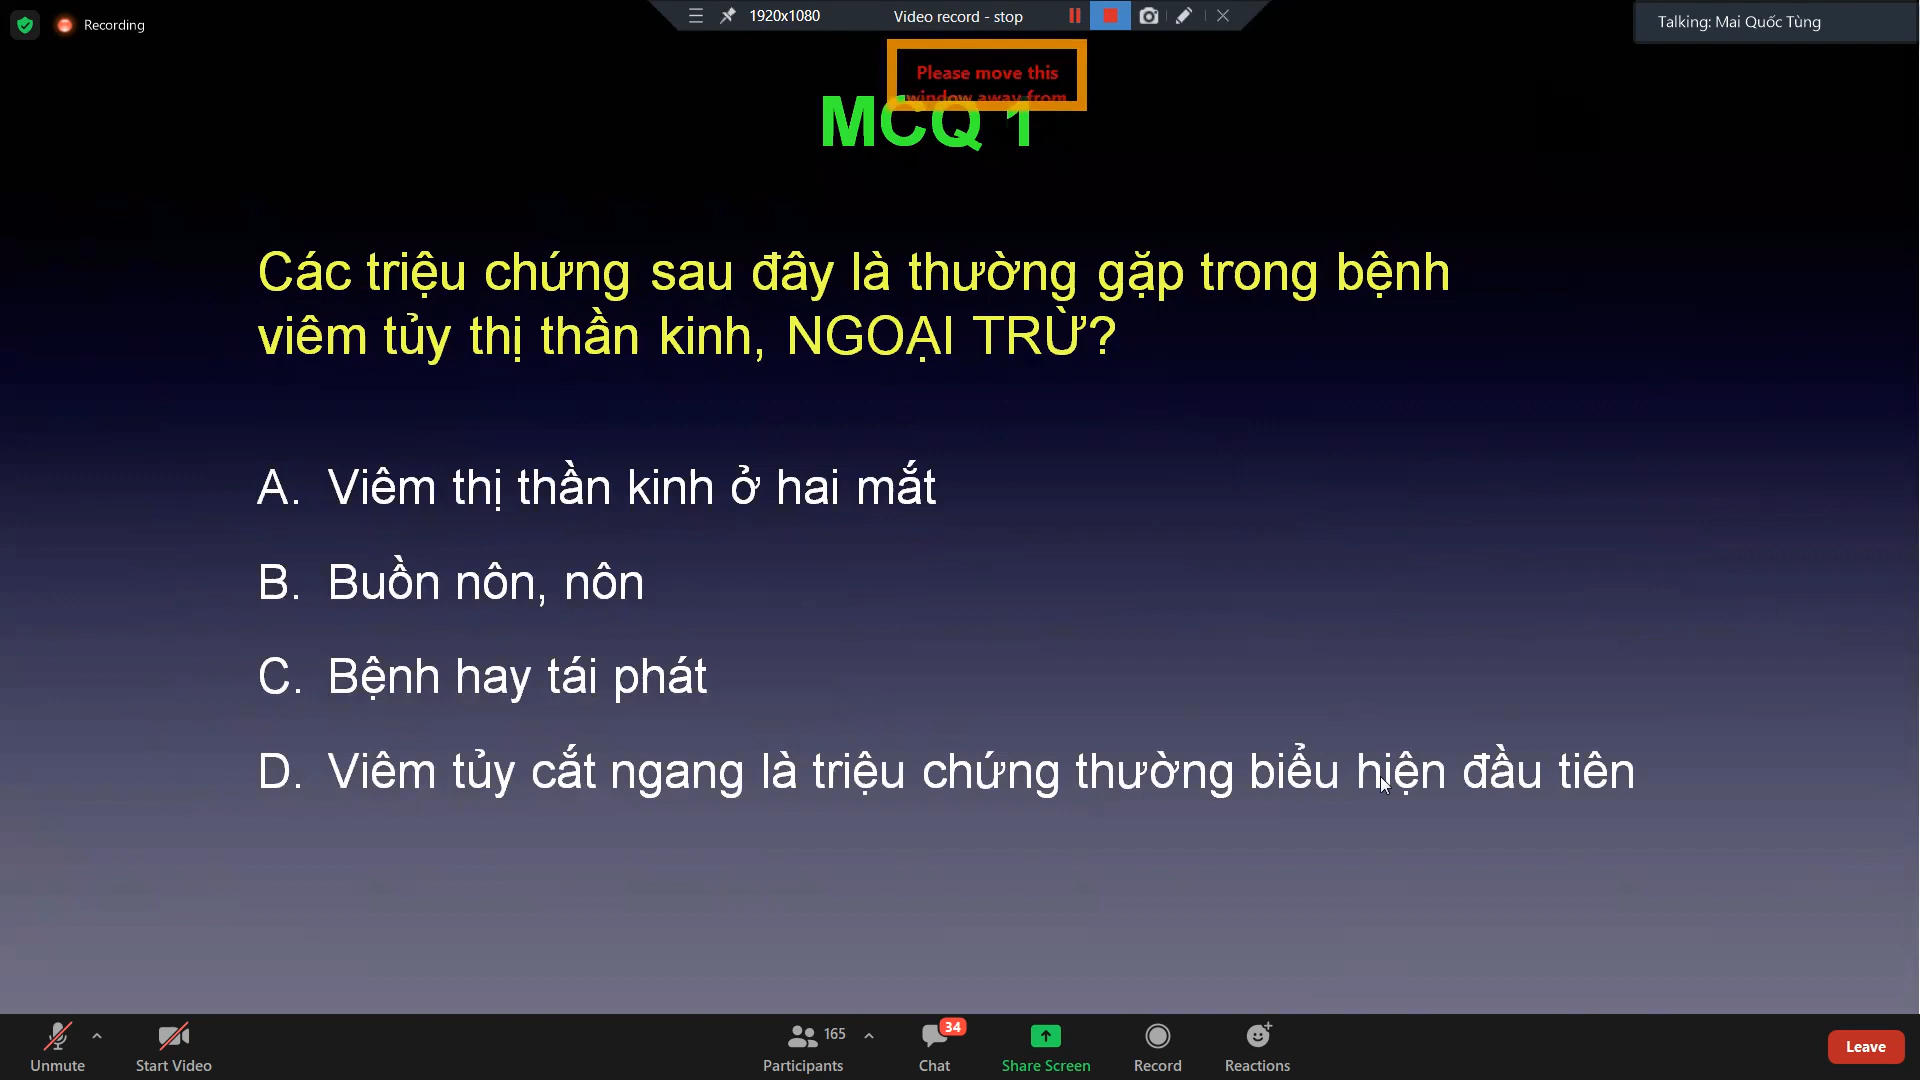 Recording
1920x1080
Video record - stop
Talking: Mai Quốc Tùng
Please move this
window away from
MCQ 1
Các triệu chứng sau đây là thường gặp trong bệnh
viêm tủy thị thần kinh, NGOẠI TRỪ?
A. Viêm thị thần kinh ở hai mắt
B. Buồn nôn, nôn
C. Bệnh hay tái phát
D. Viêm tủy cắt ngang là triệu chứng thường biểu hiện đầu tiên
Unmute
Start Video
165
Participants
34
Chat
Share Screen
Record
Reactions
Leave